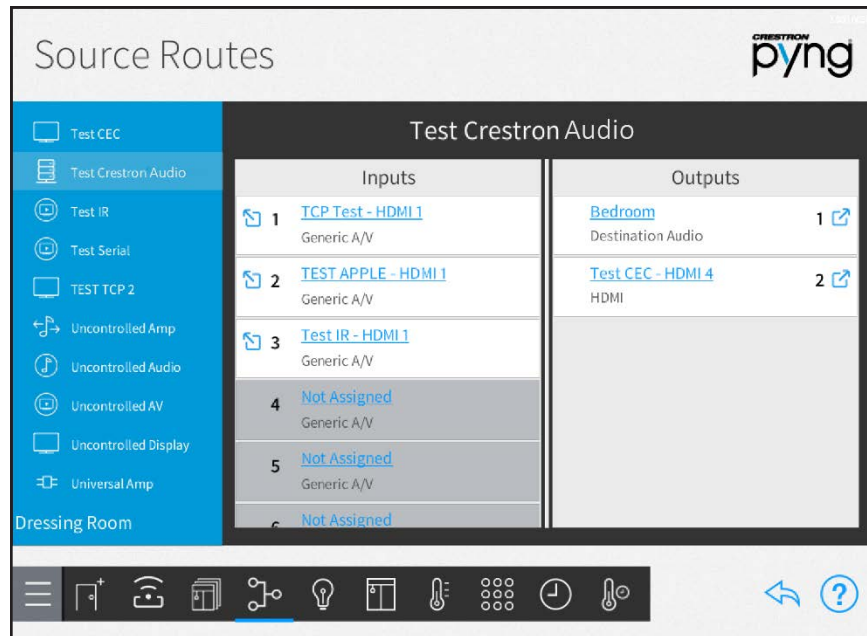 Source Routes
CRESTRON
pyng
Test CEC
Test Crestron Audio
Test IR
Test Serial
TEST TCP 2
Uncontrolled Amp
Uncontrolled Audio
Uncontrolled AV
Uncontrolled Display
Universal Amp
Dressing Room
Test Crestron Audio
Inputs
1 TCP Test - HDMI 1
Generic A/V
2 TEST APPLE - HDMI 1
Generic A/V
3 Test IR - HDMI 1
Generic A/V
4 Not Assigned
Generic A/V
5 Not Assigned
Generic A/V
6 Not Assigned
Outputs
Bedroom 1
Destination Audio
Test CEC - HDMI 4 2
HDMI
?